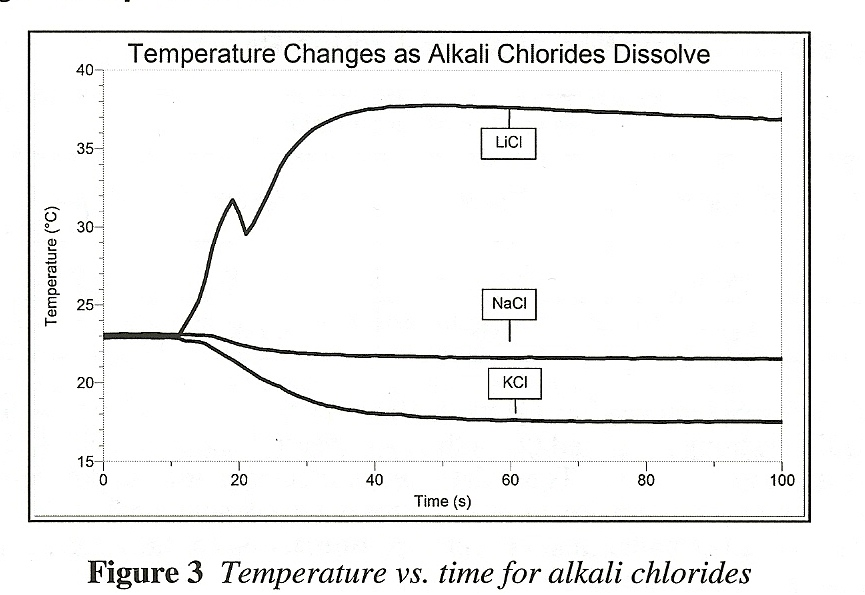 Temperature Changes as Alkali Chlorides Dissolve
40
35
30
25
20
15
Temperature (°C)
LiCl
NaCl
KCl
0 20 40 60 80 100
Time (s)
Figure 3 Temperature vs. time for alkali chlorides